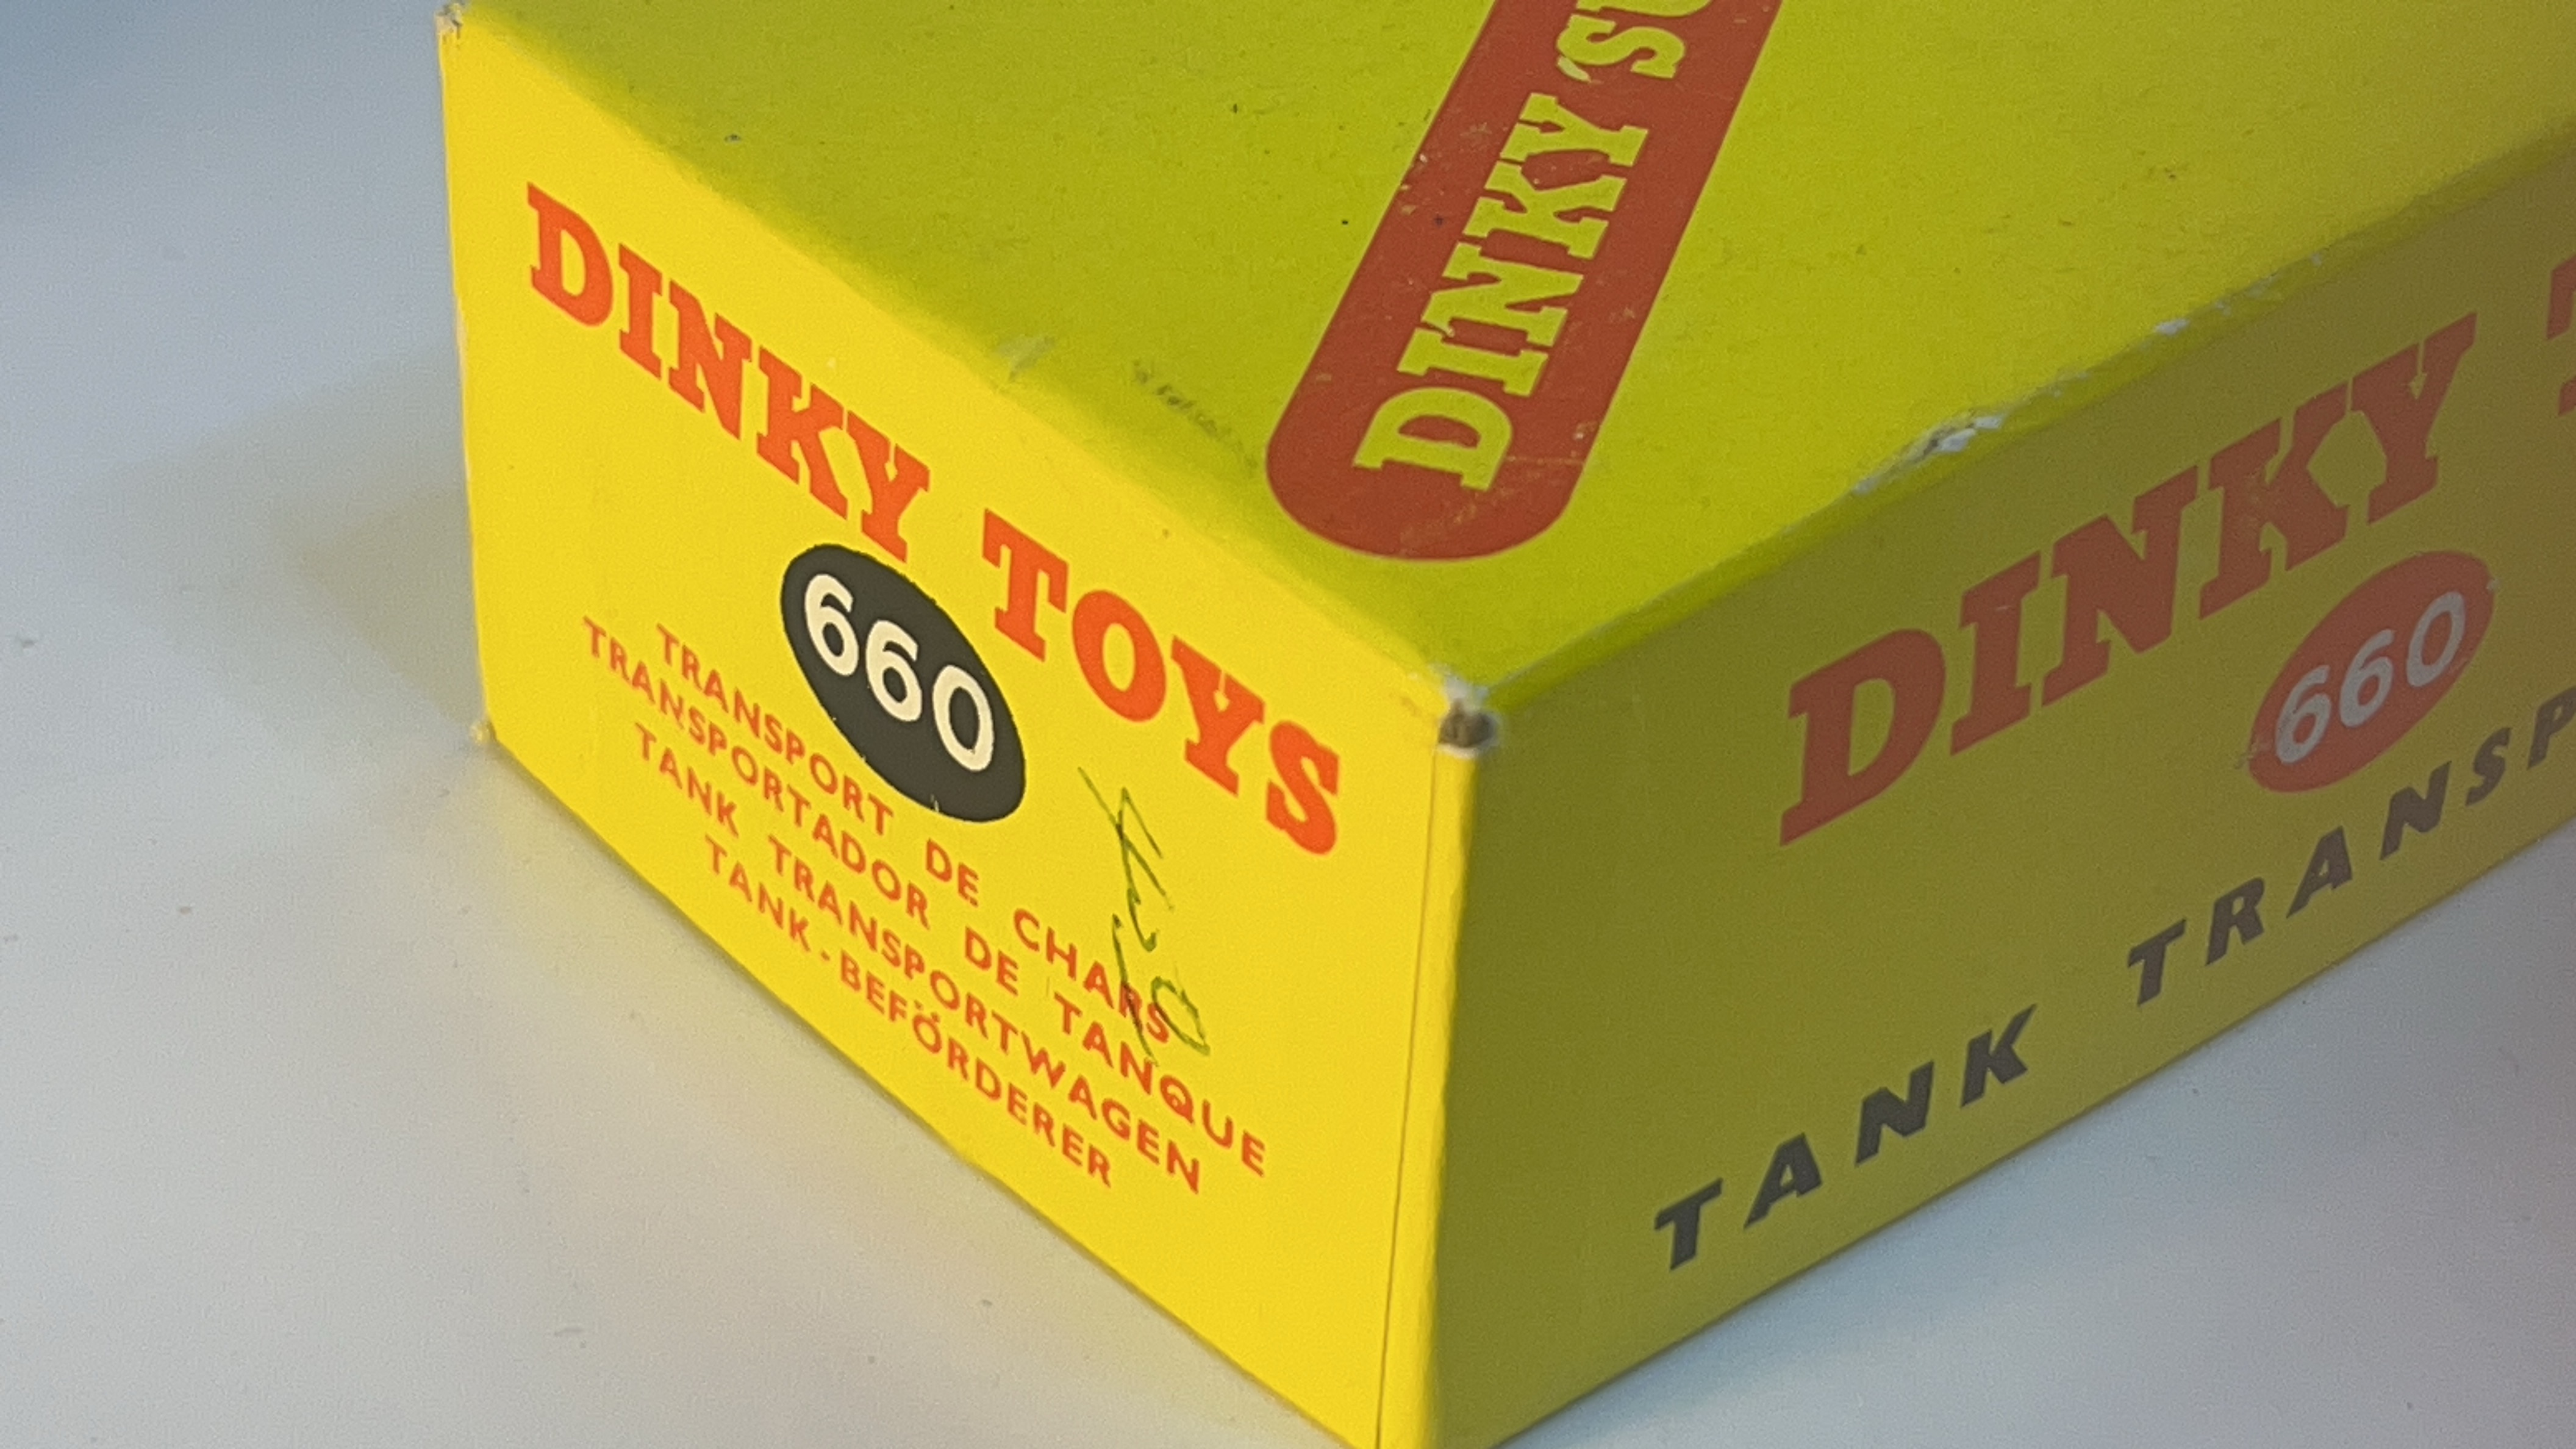 DINKY SU
DINKY TOYS
660
TRANSPORT DE CHARS
TRANSPORTADOR DE TANQUE
TANK TRANSPORTWAGEN
TANK-BEFÖRDERER
DINKY T
660
TANK TRANSP